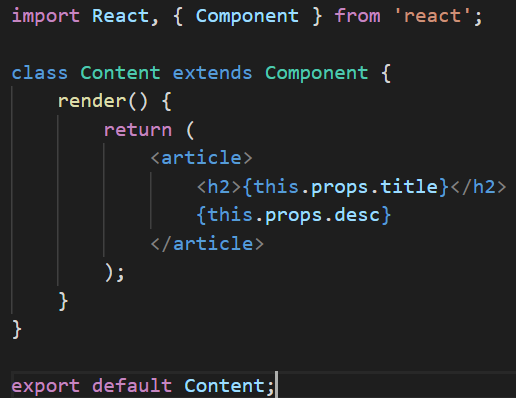 import React, { Component } from 'react';
class Content extends Component {
render() {
return (
<article>
<h2>{this.props.title}</h2>
{this.props.desc}
</article>
);
}
}
export default Content;